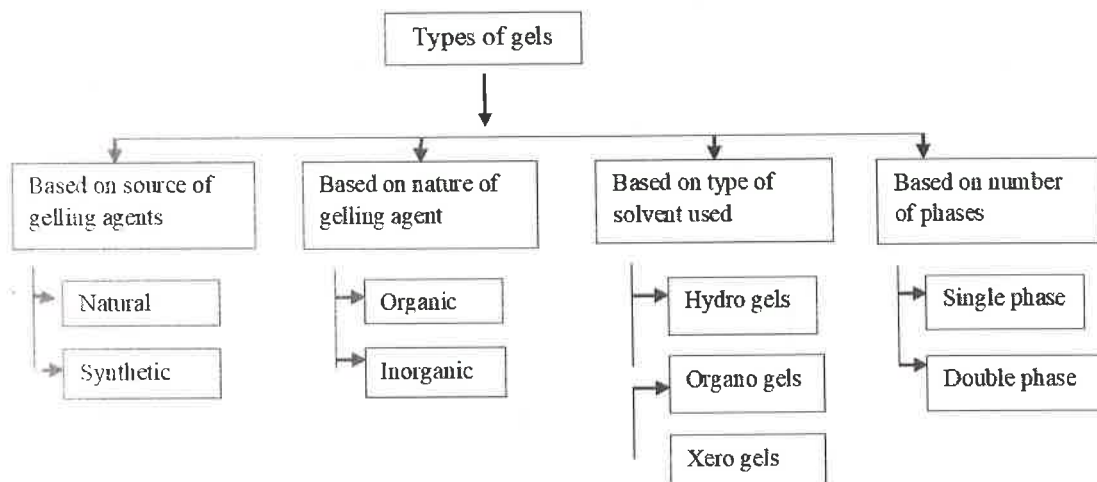 Types of gels
Based on source of
gelling agents
Natural
Synthetic
Based on nature of
gelling agent
Organic
Inorganic
Based on type of
solvent used
Hydro gels
Organo gels
Xero gels
Based on number
of phases
Single phase
Double phase